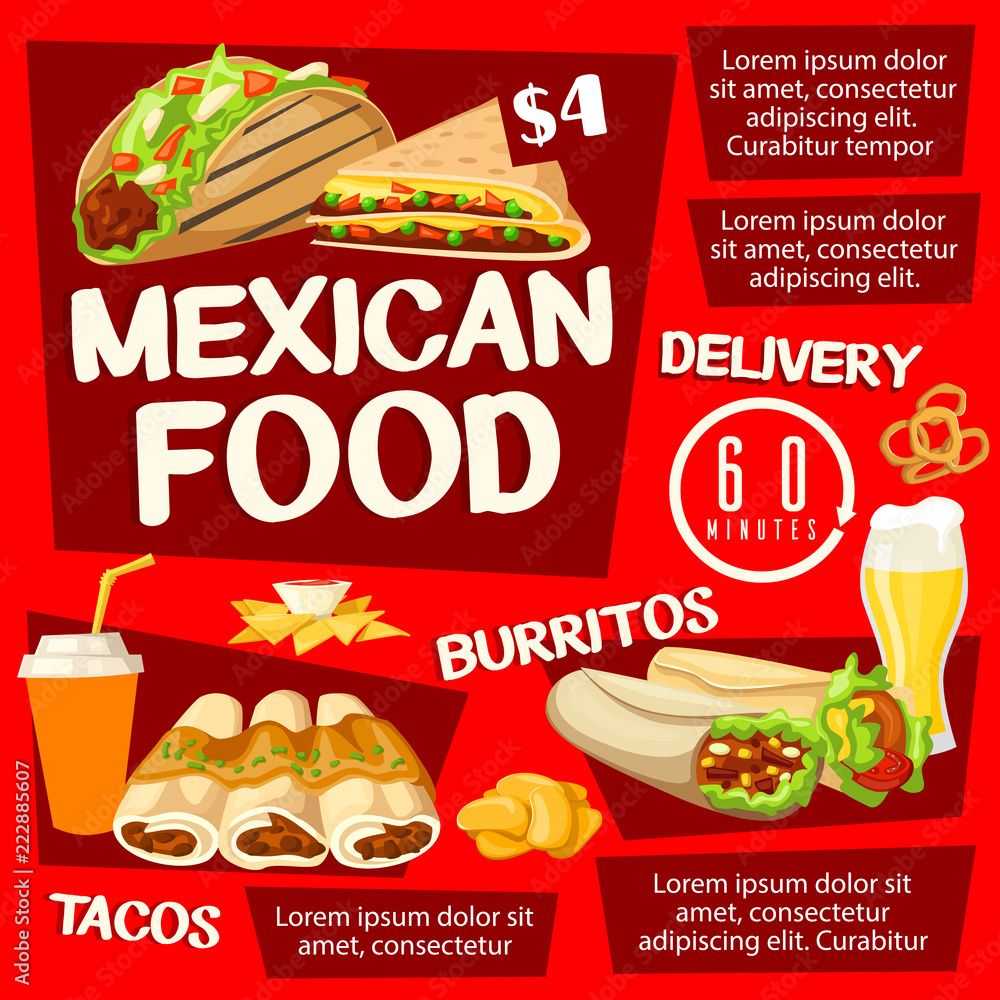 $4
MEXICAN
FOOD
Lorem ipsum dolor
sit amet, consectetur
adipiscing elit.
Curabitur tempor
Lorem ipsum dolor
sit amet, consectetur
adipiscing elit.
DELIVERY
60
MINUTES
BURRITOS
TACOS
Lorem ipsum dolor sit
amet, consectetur
Lorem ipsum dolor sit
amet, consectetur
adipiscing elit. Curabitur
Adobe Stock | #222885607